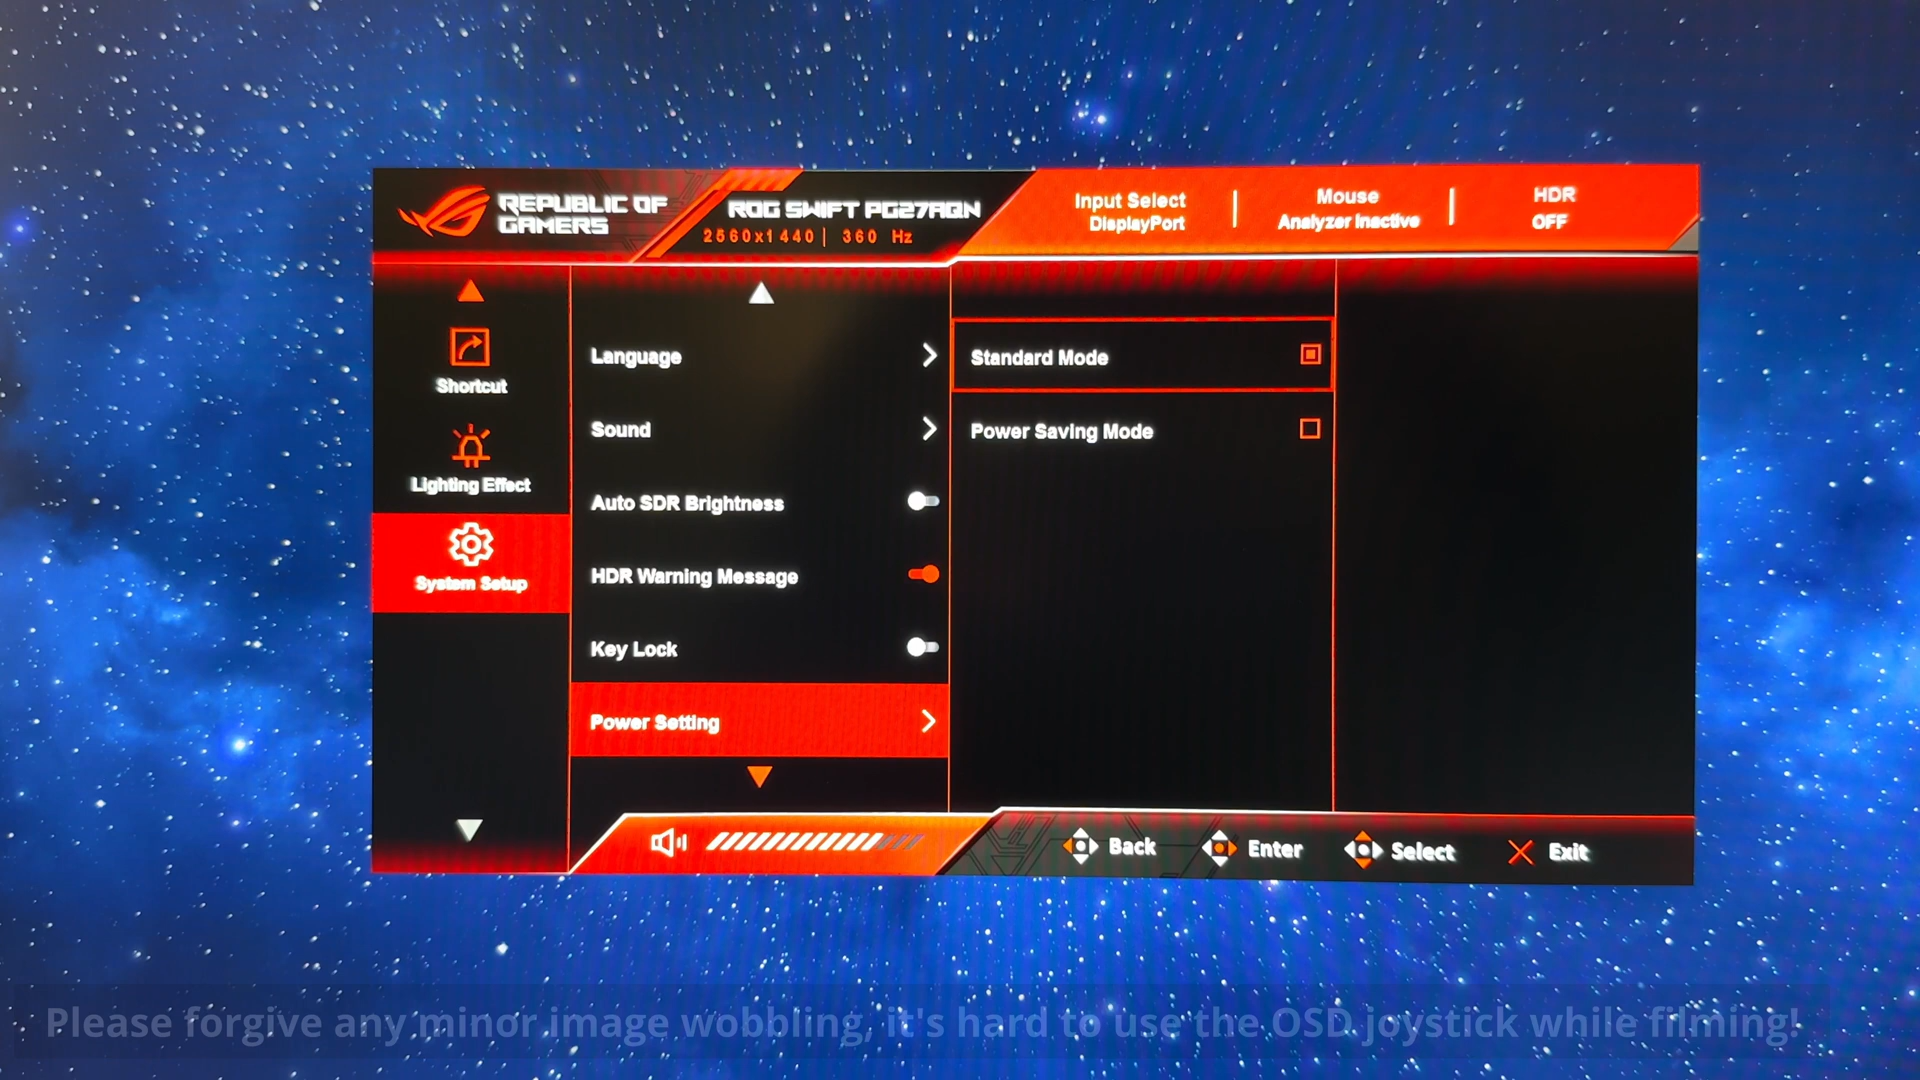 REPUBLIC OF
GAMERS
ROG SWIFT PG27AQN
2560x1440| 360 Hz
Input Select
DisplayPort
Mouse
Analyzer Inactive
HDR
OFF
Shortcut
Lighting Effect
System Setup
Language
Sound
Auto SDR Brightness
HDR Warning Message
Key Lock
Power Setting
Standard Mode
Power Saving Mode
Back
Enter
Select
Exit
Please forgive any minor image wobbling, it's hard to use the OSD joystick while filming!